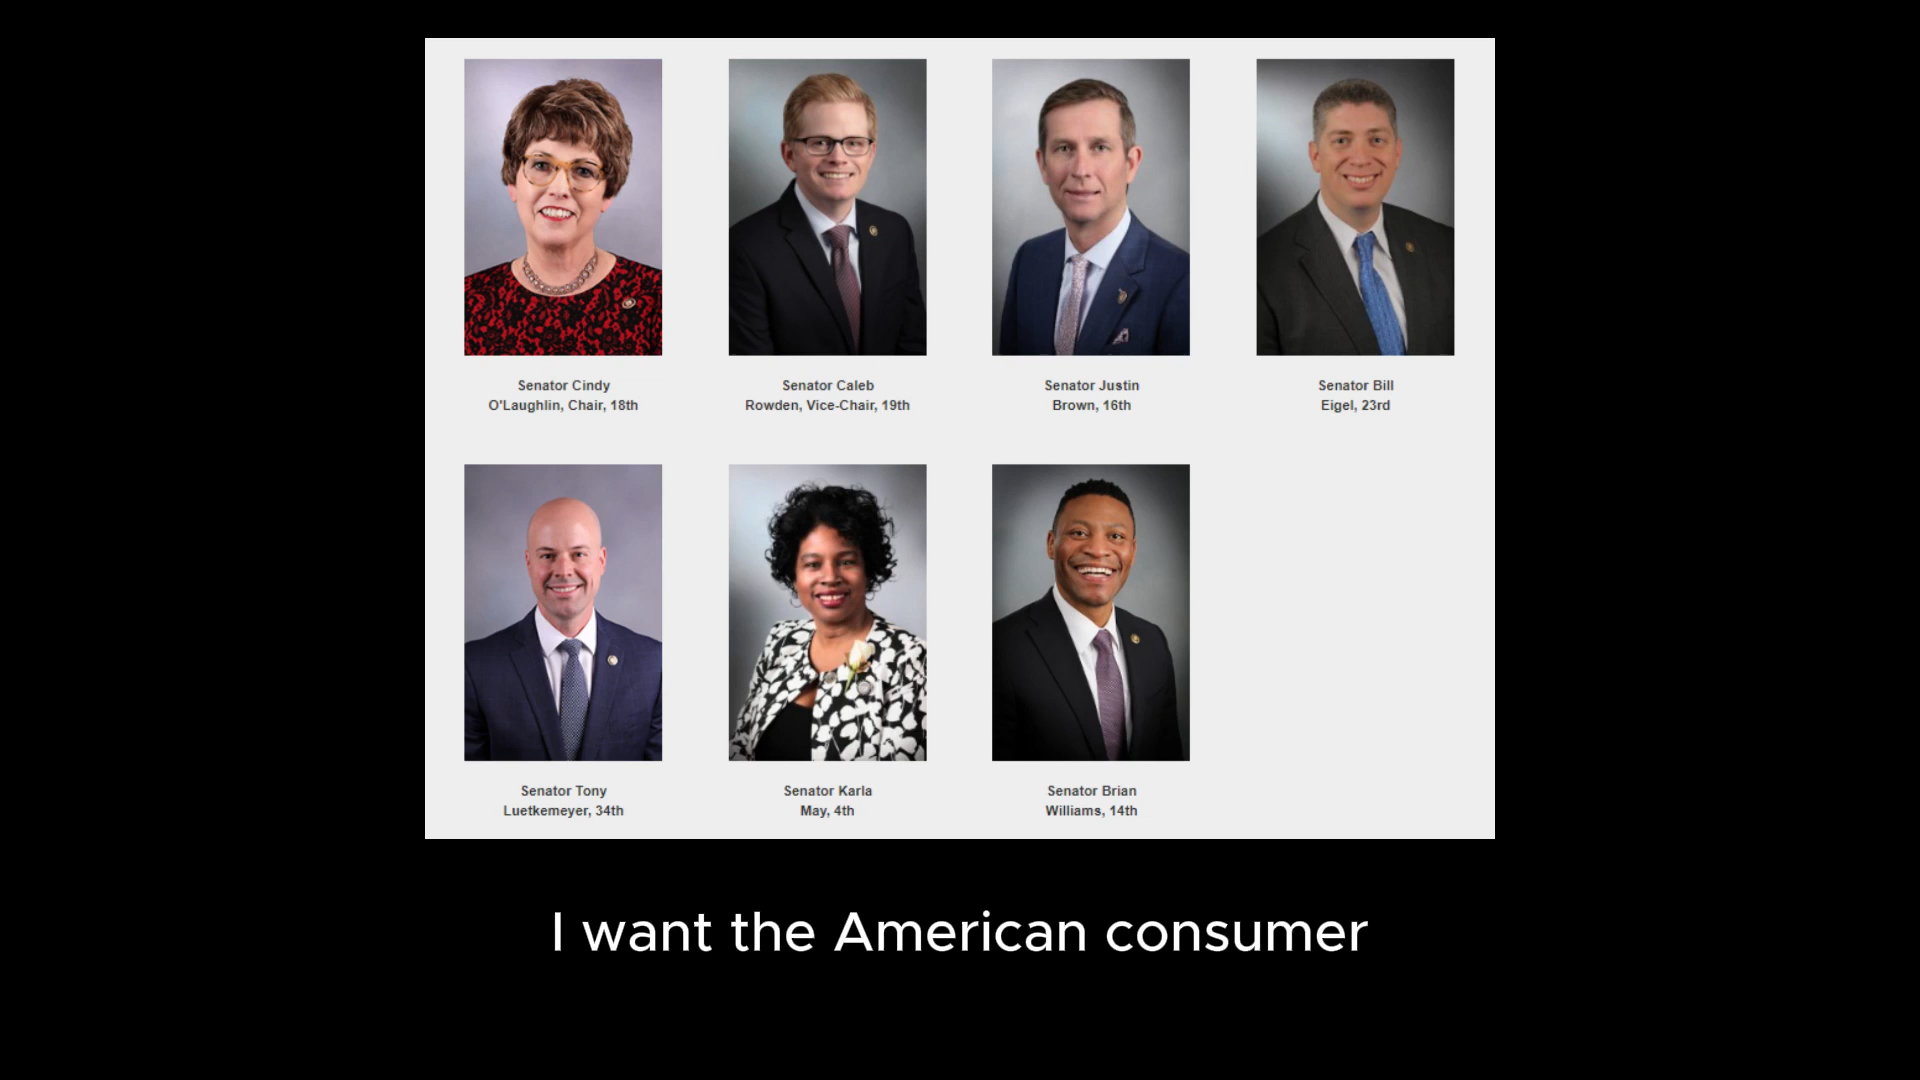 Senator Cindy
O'Laughlin, Chair, 18th
Senator Caleb
Rowden, Vice-Chair, 19th
Senator Justin
Brown, 16th
Senator Bill
Eigel, 23rd
Senator Tony
Luetkemeyer, 34th
Senator Karla
May, 4th
Senator Brian
Williams, 14th
I want the American consumer